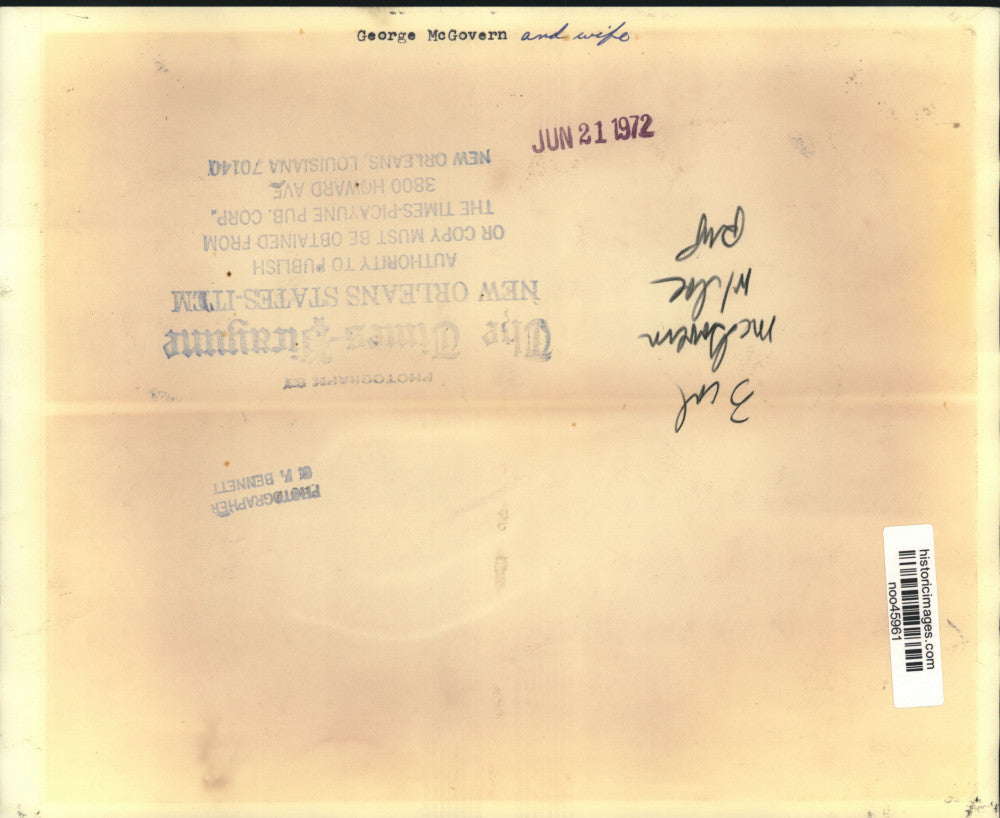 George McGovern and wife
JUN 21 1972
PHOTOGRAPH BY
The Times-Picayune
NEW ORLEANS STATES-ITEM
AUTHORITY TO PUBLISH
OR COPY MUST BE OBTAINED FROM
THE TIMES-PICAYUNE PUB. CORP.
3800 HOWARD AVE.
NEW ORLEANS, LOUISIANA 70140
3 col
McGovern
PHOTOGRAPHER
F. BENNETT
historicimages.com
noo45961